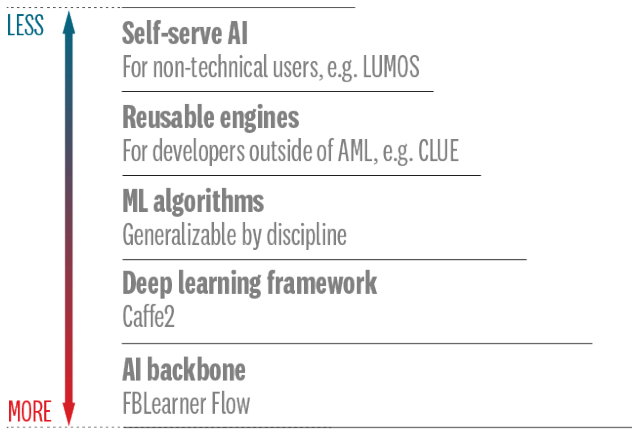 LESS
Self-serve AI
For non-technical users, e.g. LUMOS
Reusable engines
For developers outside of AML, e.g. CLUE
ML algorithms
Generalizable by discipline
Deep learning framework
Caffe2
AI backbone
FBLearner Flow
MORE